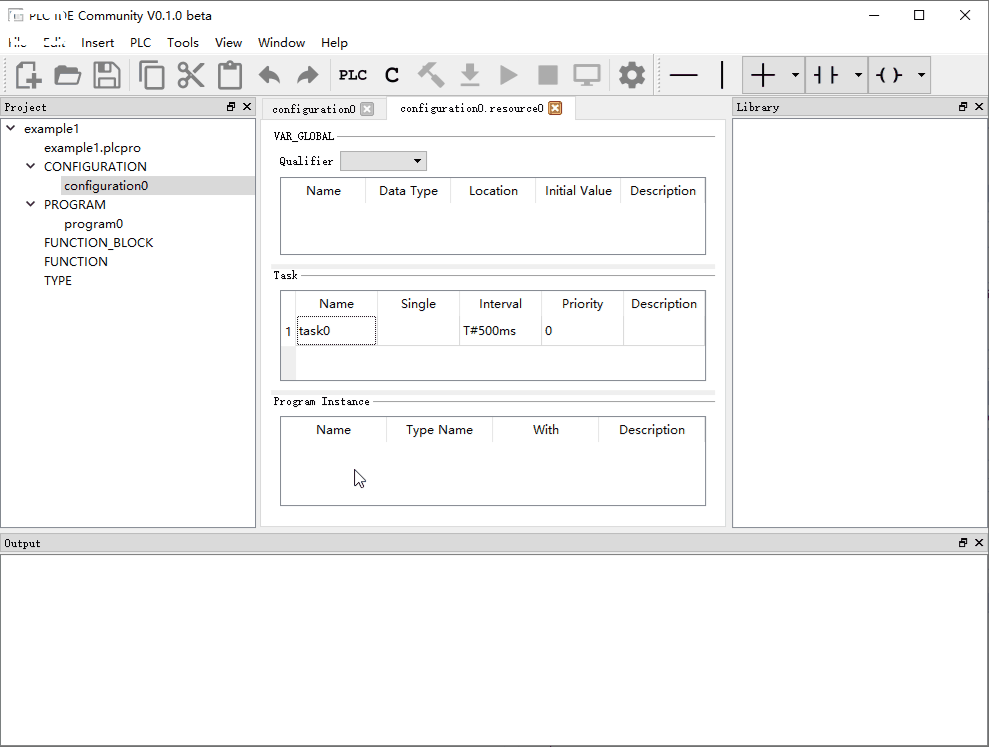 PLC IDE Community V0.1.0 beta
File Edit Insert PLC Tools View Window Help
PLC C
Project
example1
example1.plcpro
CONFIGURATION
configuration0
PROGRAM
program0
FUNCTION_BLOCK
FUNCTION
TYPE
configuration0 configuration0.resource0
VAR_GLOBAL
Qualifier
Name Data Type Location Initial Value Description
Task
Name Single Interval Priority Description
1 task0 T#500ms 0
Program Instance
Name Type Name With Description
Library
Output